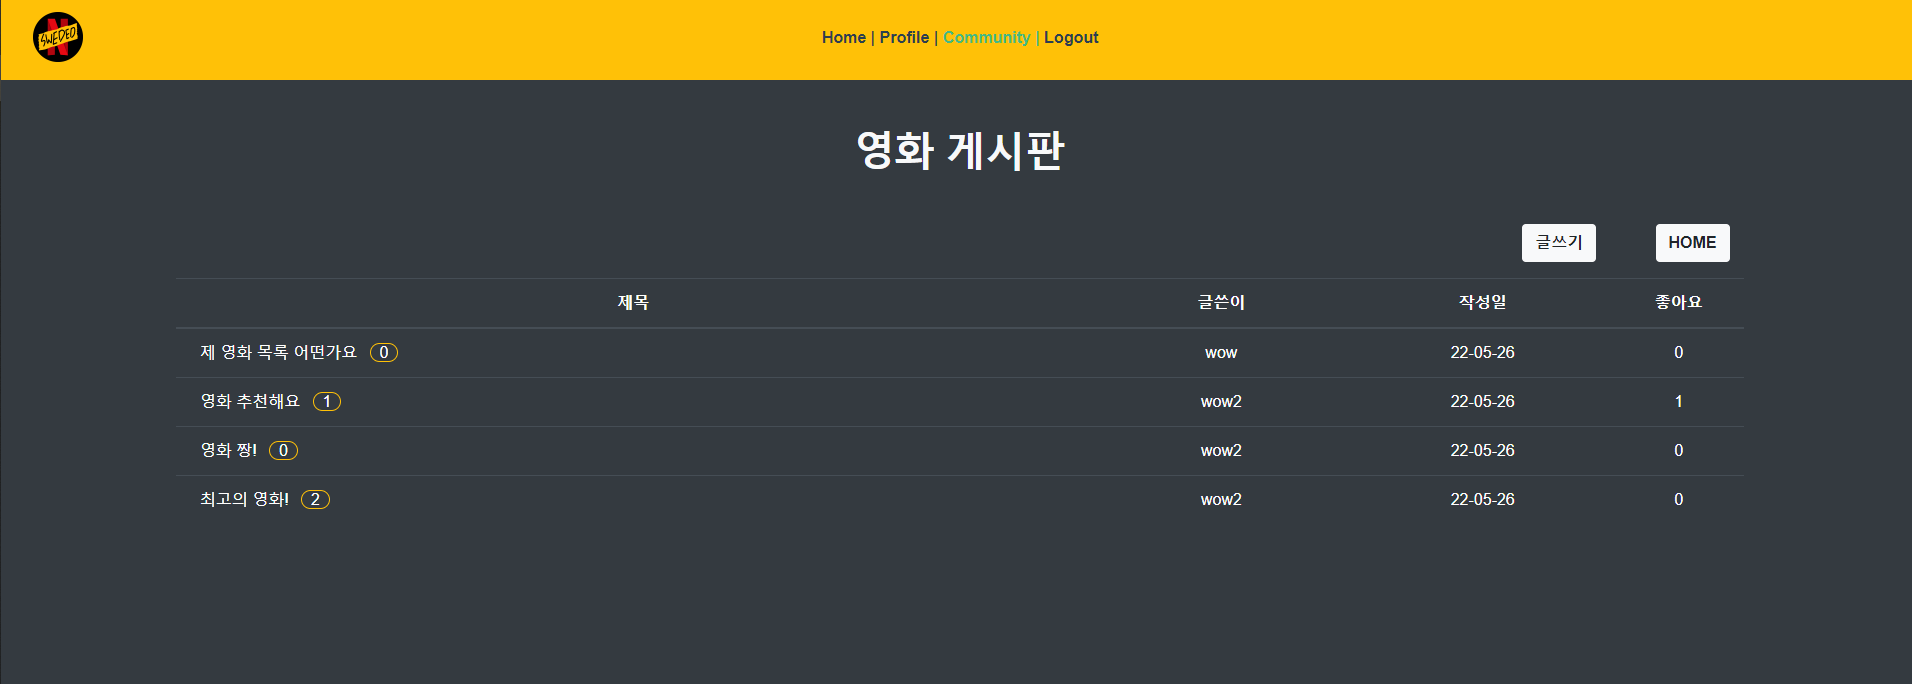 SWEDED
N
Home | Profile | Community | Logout
영화 게시판
글쓰기 HOME
제목 글쓴이 작성일 좋아요
제 영화 목록 어떤가요 0 wow 22-05-26 0
영화 추천해요 1 wow2 22-05-26 1
영화 짱! 0 wow2 22-05-26 0
최고의 영화! 2 wow2 22-05-26 0